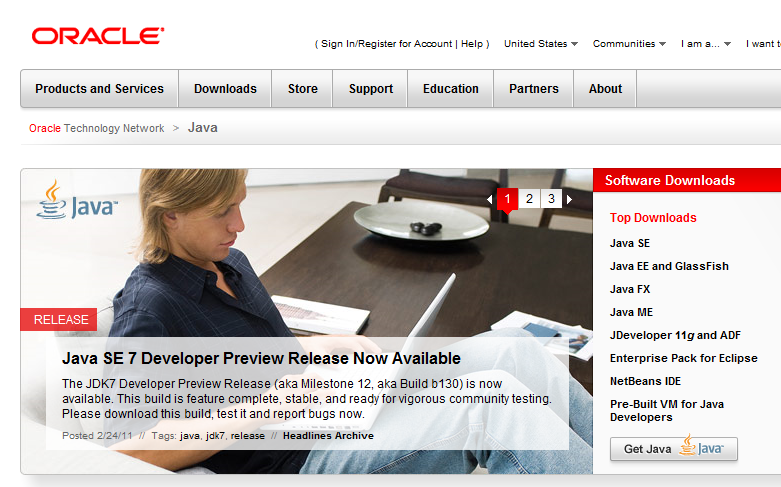 ORACLE
( Sign In/Register for Account | Help ) United States Communities I am a... I want
Products and Services Downloads Store Support Education Partners About
Oracle Technology Network > Java
Java™
1 2 3
RELEASE
Java SE 7 Developer Preview Release Now Available
The JDK7 Developer Preview Release (aka Milestone 12, aka Build b130) is now
available. This build is feature complete, stable, and ready for vigorous community testing.
Please download this build, test it and report bugs now.
Posted 2/24/11 // Tags: java, jdk7, release // Headlines Archive
Software Downloads
Top Downloads
Java SE
Java EE and GlassFish
Java FX
Java ME
JDeveloper 11g and ADF
Enterprise Pack for Eclipse
NetBeans IDE
Pre-Built VM for Java
Developers
Get Java Java™